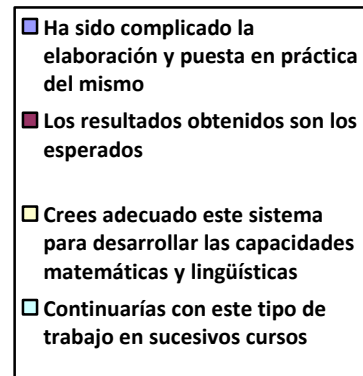 Ha sido complicado la
elaboración y puesta en práctica
del mismo
Los resultados obtenidos son los
esperados
Crees adecuado este sistema
para desarrollar las capacidades
matemáticas y lingüísticas
Continuarías con este tipo de
trabajo en sucesivos cursos